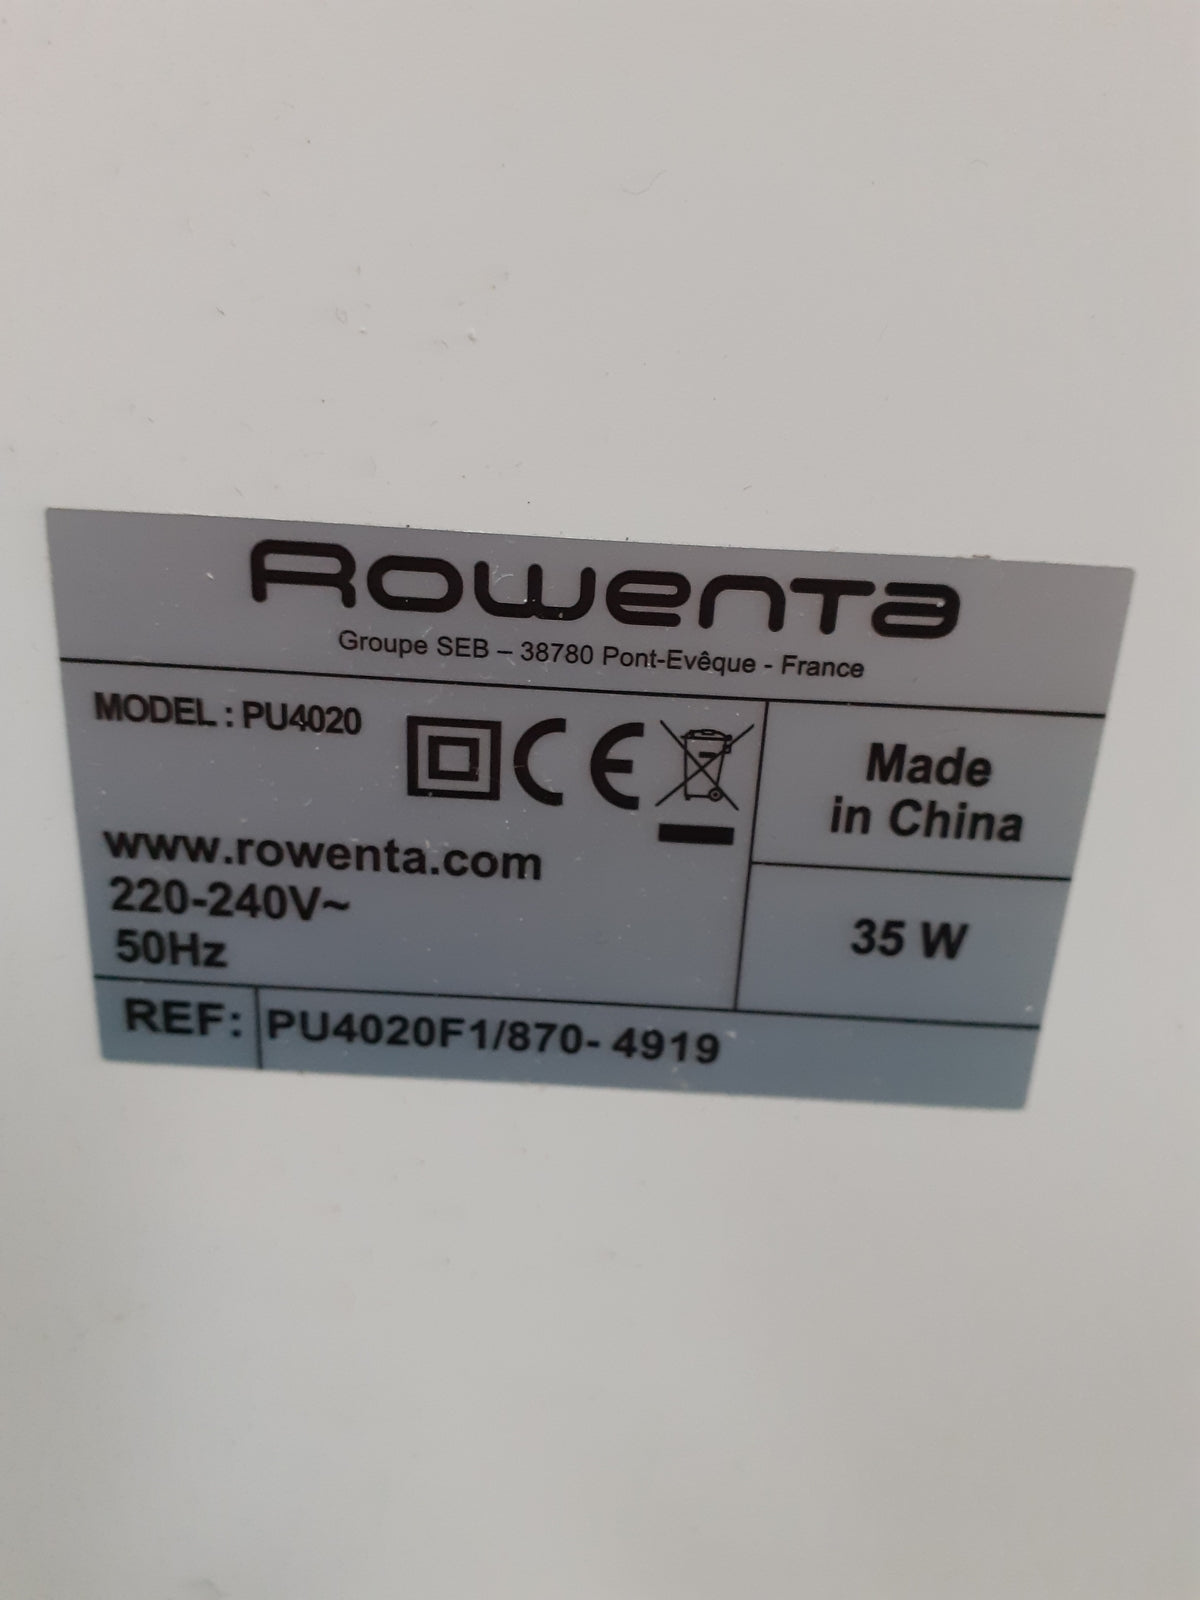 Rowenta
Groupe SEB – 38780 Pont-Evêque - France
MODEL : PU4020
CE
www.rowenta.com
220-240V~
50Hz
Made
in China
35 W
REF: PU4020F1/870- 4919